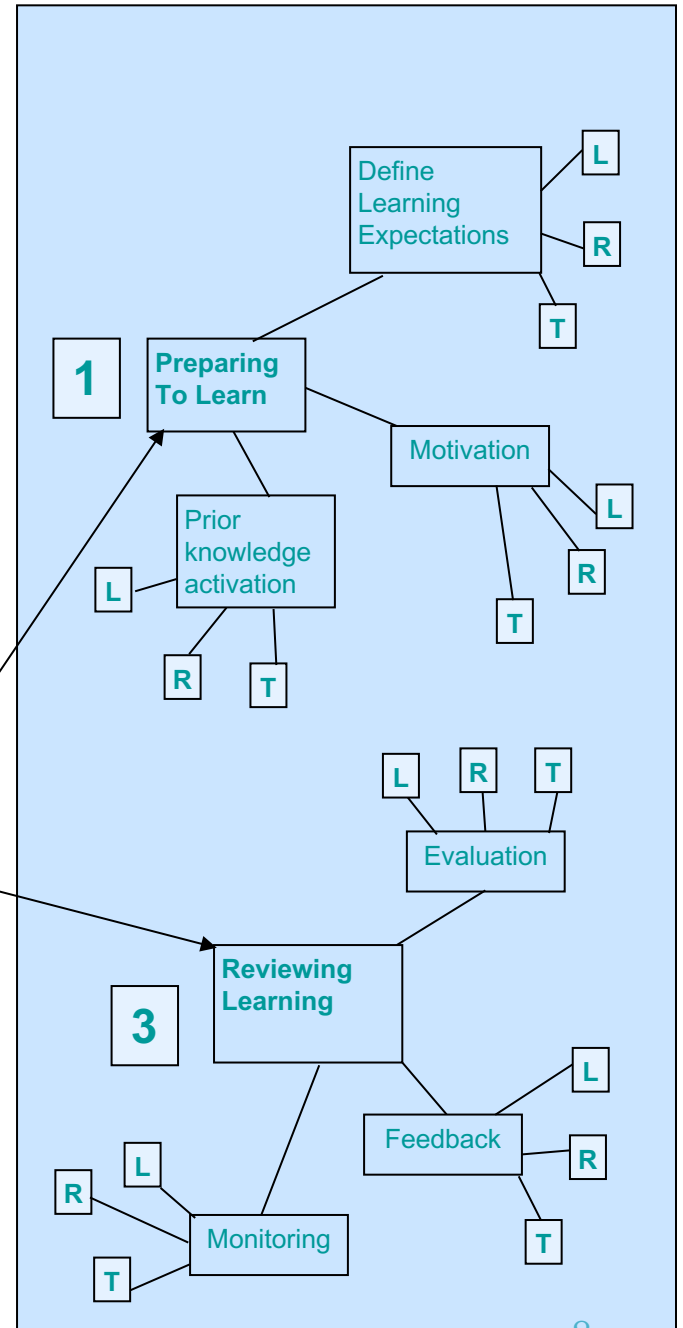 L
Define
Learning
Expectations
R
T
1
Preparing
To Learn
Motivation
L
Prior
knowledge
activation
R
L
T
R
T
L
R
T
Evaluation
Reviewing
Learning
3
L
Feedback
L
R
R
Monitoring
T
T